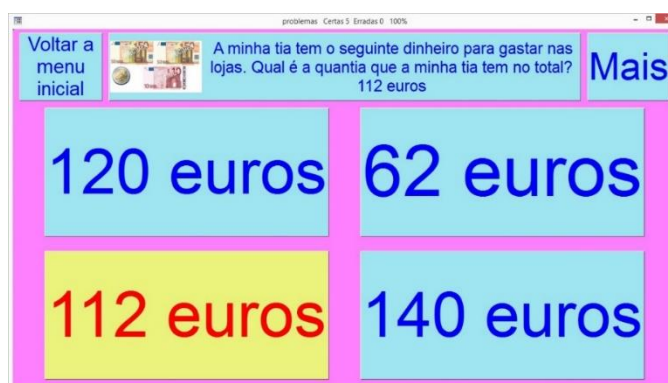 problemas Certas 5 Erradas 0 100%
Voltar a
menu
inicial
A minha tia tem o seguinte dinheiro para gastar nas
lojas. Qual é a quantia que a minha tia tem no total?
112 euros
Mais
120 euros
62 euros
112 euros
140 euros